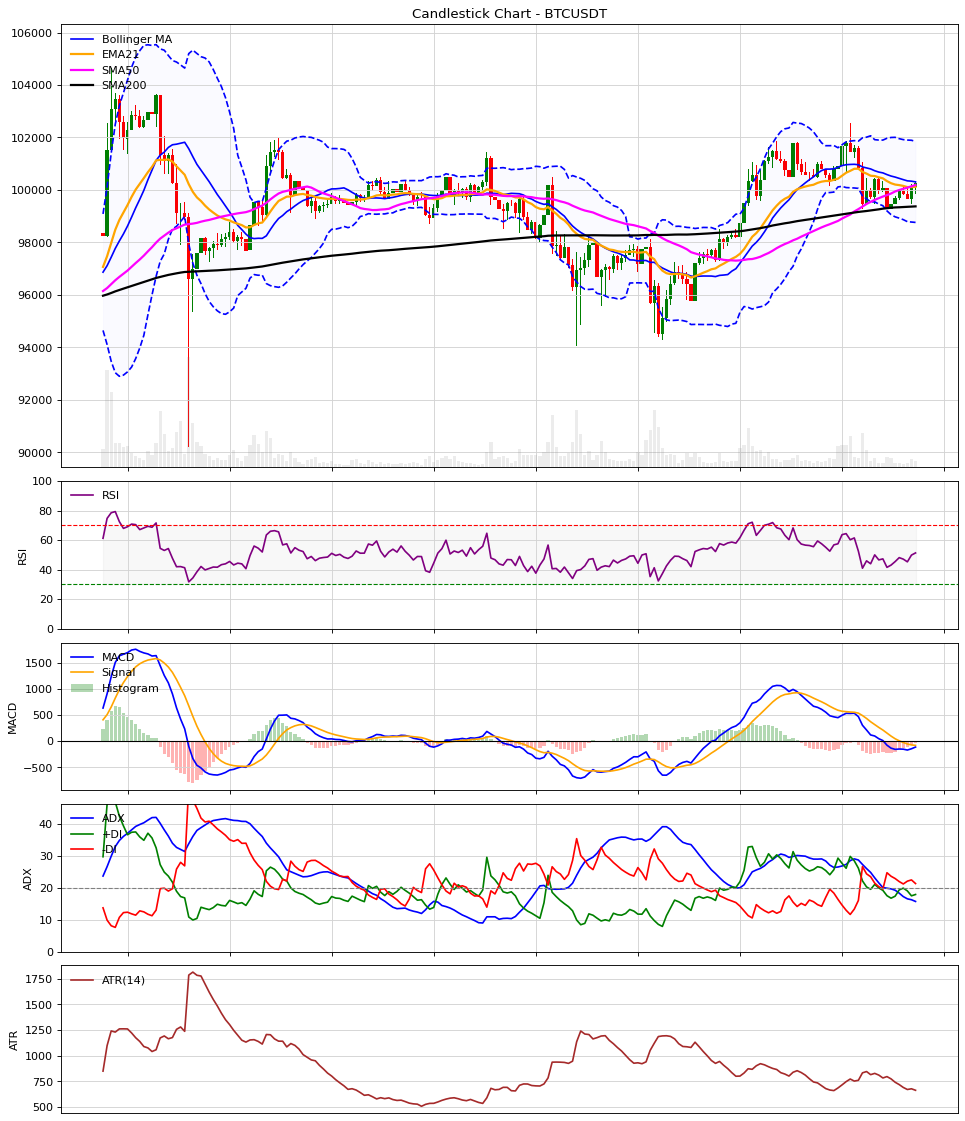 Candlestick Chart - BTCUSDT
106000
104000
102000
100000
98000
96000
94000
92000
90000
Bollinger MA
EMA21
SMA50
SMA200
100
80
60
40
20
0
RSI
RSI
1500
1000
500
0
−500
MACD
MACD
Signal
Histogram
40
30
20
10
0
ADX
ADX
+DI
-DI
1750
1500
1250
1000
750
500
ATR
ATR(14)